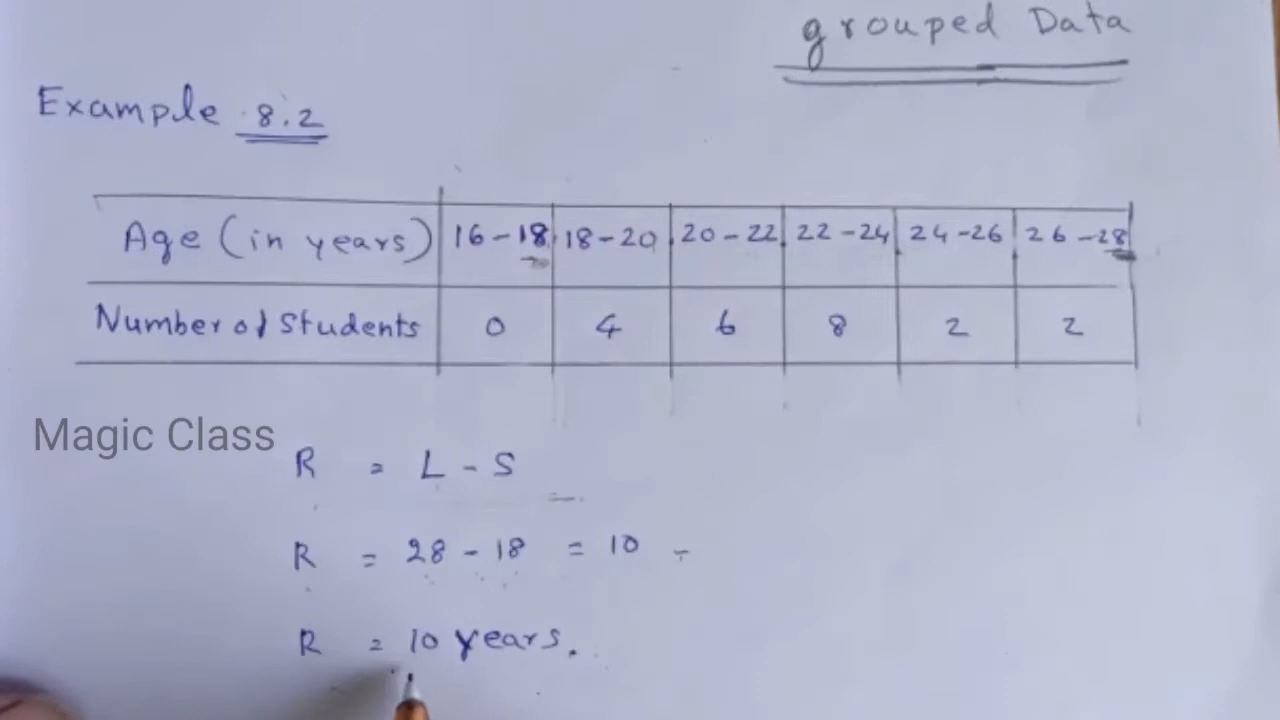 grouped Data
Example 8.2
Age (in years) 16-18 18-20 20-22 22-24 24-26 26-28
Number of Students 0 4 6 8 2 2
Magic Class
R = L - S
R = 28 - 18 = 10
R = 10 years.